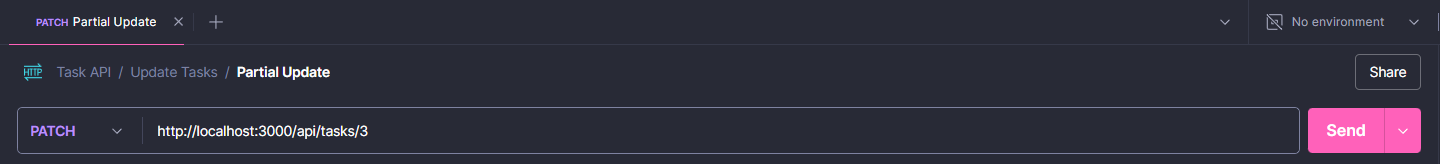 PATCH Partial Update
No environment
HTTP Task API / Update Tasks / Partial Update
Share
PATCH http://localhost:3000/api/tasks/3 Send